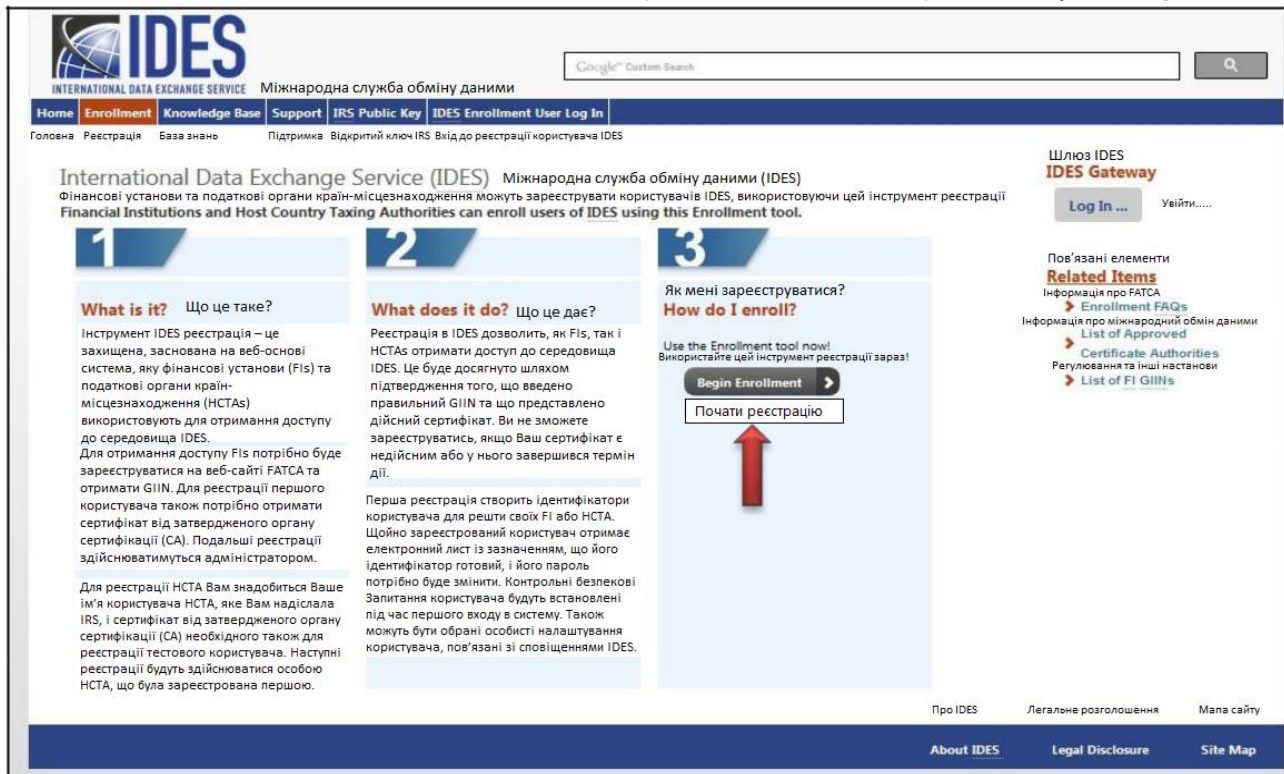 IDES
INTERNATIONAL DATA EXCHANGE SERVICE Міжнародна служба обміну даними
Google™ Custom Search
Home Enrollment Knowledge Base Support IRS Public Key IDES Enrollment User Log In
Головна Реєстрація База знань Підтримка Відкритий ключ IRS Вхід до реєстрації користувача IDES
International Data Exchange Service (IDES) Міжнародна служба обміну даними (IDES)
Фінансові установи та податкові органи країн-місцезнаходження можуть зареєструвати користувачів IDES, використовуючи цей інструмент реєстрації
Financial Institutions and Host Country Taxing Authorities can enroll users of IDES using this Enrollment tool.
1
What is it? Що це таке?
Інструмент IDES реєстрація – це
захищена, заснована на веб-основі
система, яку фінансові установи (FIs) та
податкові органи країн-
місцезнаходження (HCTAs)
використовують для отримання доступу
до середовища IDES.
Для отримання доступу FIs потрібно буде
зареєструватися на веб-сайті FATCA та
отримати GIIN. Для реєстрації першого
користувача також потрібно отримати
сертифікат від затвердженого органу
сертифікації (CA). Подальші реєстрації
здійснюватимуться адміністратором.
Для реєстрації HCTA Вам знадобиться Ваше
ім'я користувача HCTA, яке Вам надіслала
IRS, і сертифікат від затвердженого органу
сертифікації (CA) необхідного також для
реєстрації тестового користувача. Наступні
реєстрації будуть здійснюватися особою
HCTA, що була зареєстрована першою.
2
What does it do? Що це дає?
Реєстрація в IDES дозволить, як FIs, так і
HCTAs отримати доступ до середовища
IDES. Це буде досягнуто шляхом
підтвердження того, що введено
правильний GIIN та що представлено
дійсний сертифікат. Ви не зможете
зареєструватись, якщо Ваш сертифікат є
недійсним або у нього завершився термін
дії.
Перша реєстрація створить ідентифікатори
користувача для решти своїх FI або HCTA.
Щойно зареєстрований користувач отримає
електронний лист із зазначенням, що його
ідентифікатор готовий, і його пароль
потрібно буде змінити. Контрольні безпекові
Запитання користувача будуть встановлені
під час першого входу в систему. Також
можуть бути обрані особисті налаштування
користувача, пов'язані зі сповіщеннями IDES.
3
Як мені зареєструватися?
How do I enroll?
Use the Enrollment tool now!
Використайте цей інструмент реєстрації зараз!
Begin Enrollment
Почати реєстрацію
Шлюз IDES
IDES Gateway
Log In ... Увійти.....
Пов'язані елементи
Related Items
Інформація про FATCA
Enrollment FAQs
Інформація про міжнародний обмін даними
List of Approved
Certificate Authorities
Регулювання та інші настанови
List of FI GIINs
Про IDES Легальне розголошення Мапа сайту
About IDES Legal Disclosure Site Map